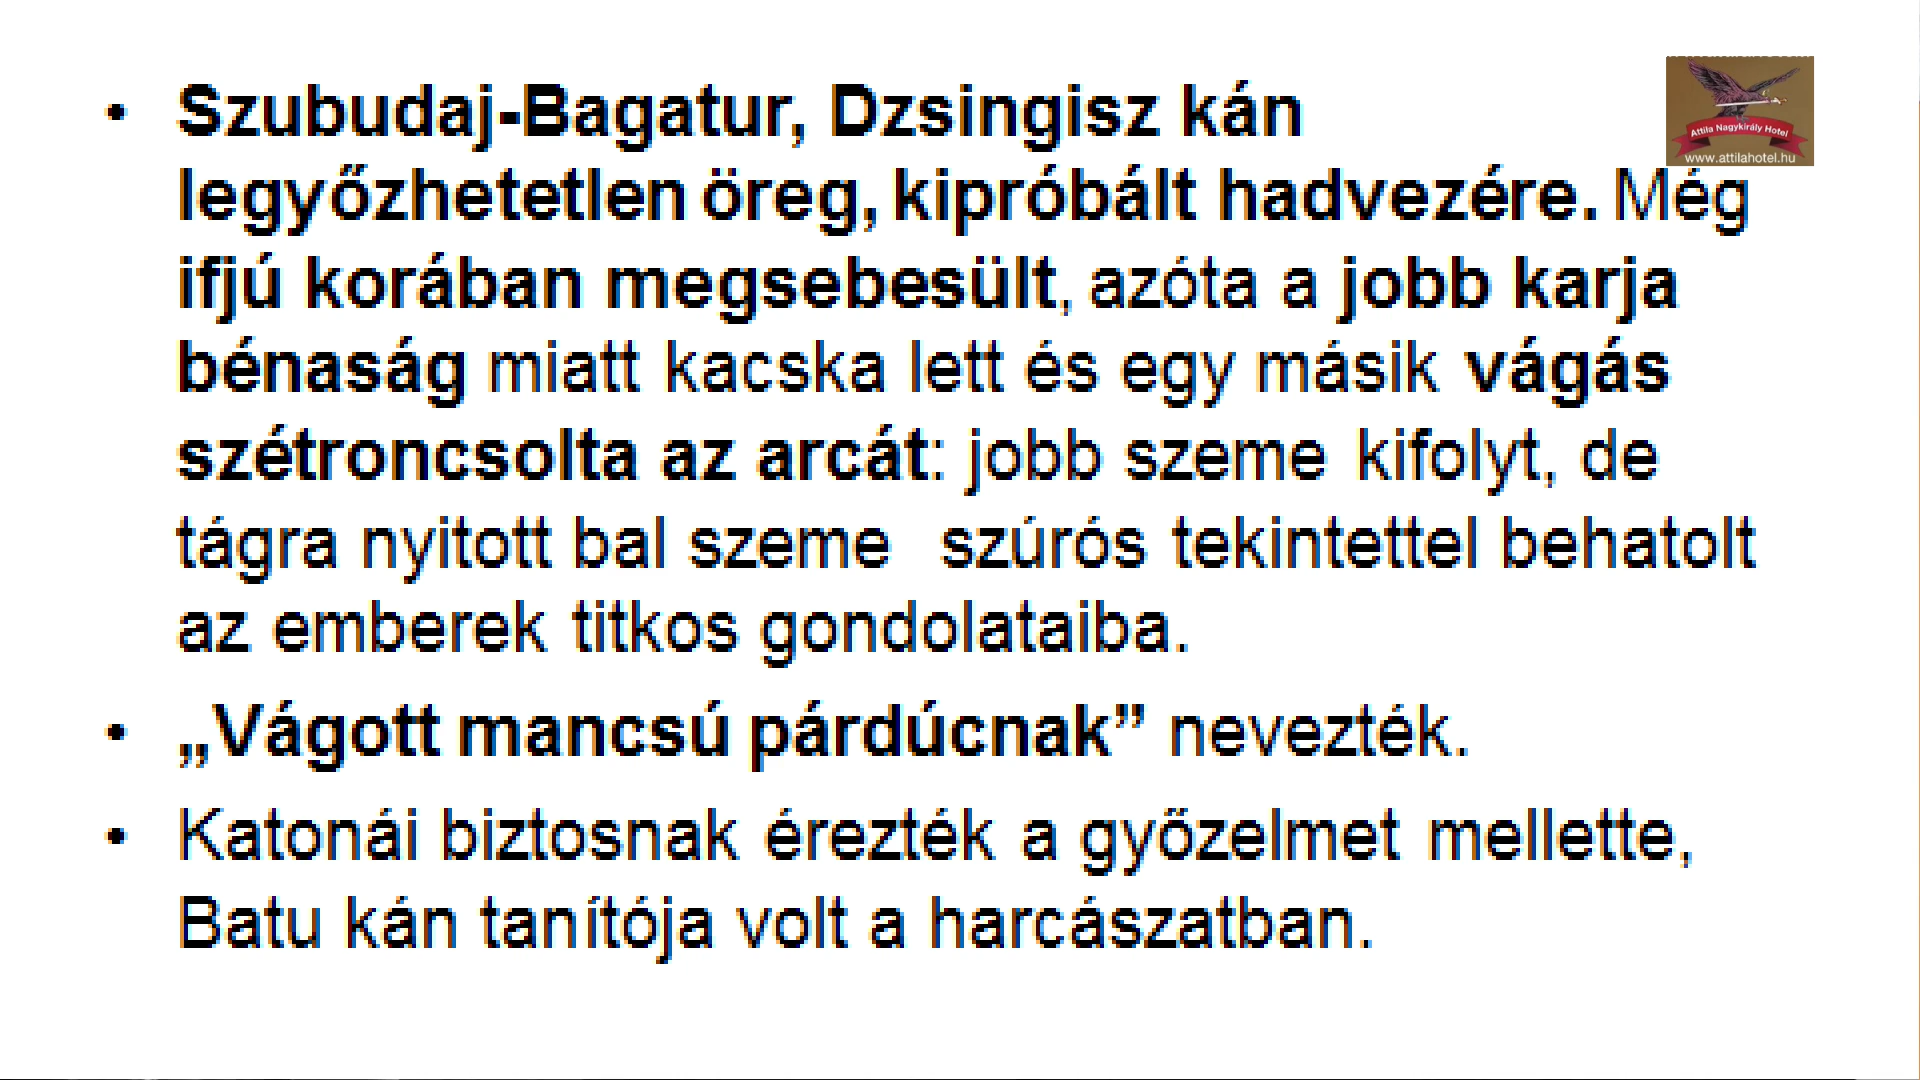 • Szubudaj-Bagatur, Dzsingisz kán
legyőzhetetlen öreg, kipróbált hadvezére. Még
ifjú korában megsebesült, azóta a jobb karja
bénaság miatt kacska lett és egy másik vágás
szétroncsolta az arcát: jobb szeme kifolyt, de
tágra nyitott bal szeme szúrós tekintettel behatolt
az emberek titkos gondolataiba.
• „Vágott mancsú párdúcnak” nevezték.
• Katonái biztosnak érezték a győzelmet mellette,
Batu kán tanítója volt a harcászatban.
Attila Nagykirály Hotel
www.attilahotel.hu